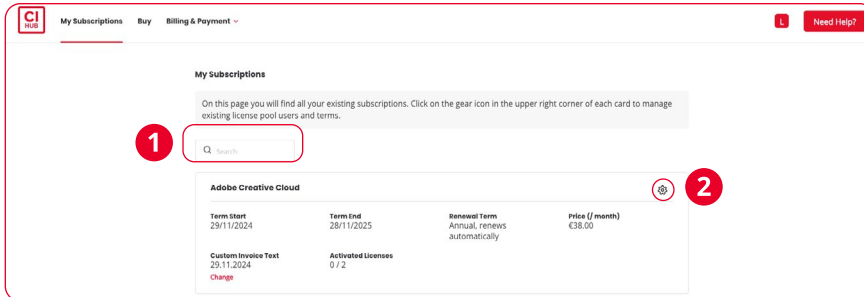 CI
HUB
My Subscriptions Buy Billing & Payment L Need Help?
My Subscriptions
On this page you will find all your existing subscriptions. Click on the gear icon in the upper right corner of each card to manage
existing license pool users and terms.
1
Search
Adobe Creative Cloud
2
Term Start Term End Renewal Term Price (/ month)
29/11/2024 28/11/2025 Annual, renews €38.00
automatically
Custom Invoice Text Activated Licenses
29.11.2024 0 / 2
Change